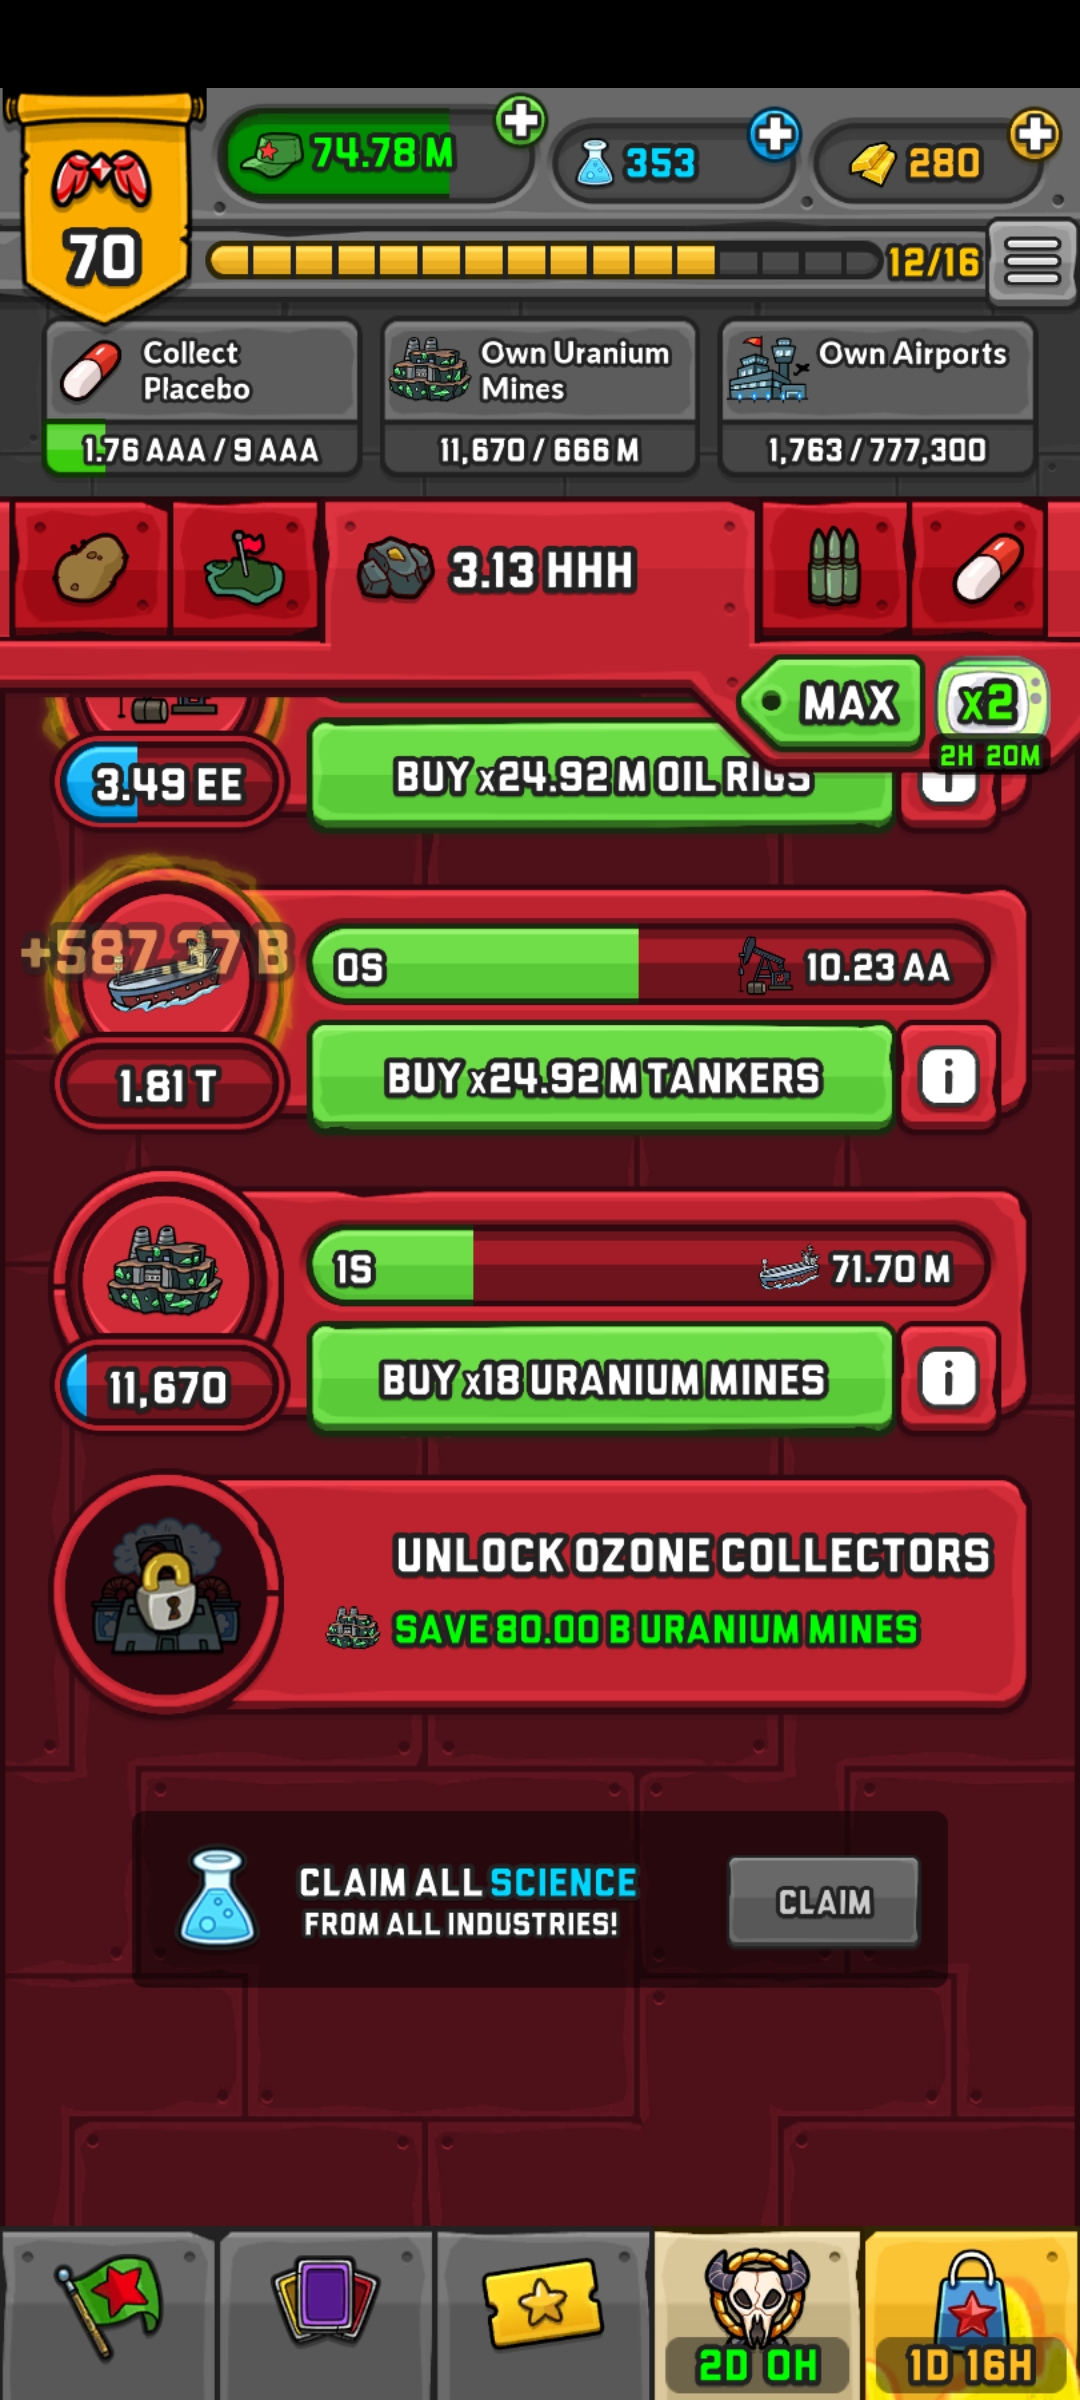 74.78 M
353
280
70
12/16
Collect
Placebo
1.76 AAA / 9 AAA
Own Uranium
Mines
11,670 / 666 M
Own Airports
1,763 / 777,300
3.13 HHH
MAX
x2
2H 20M
3.49 EE
BUY x24.92 M OIL RIGS
+587.37 B
0S
10.23 AA
1.81 T
BUY x24.92 M TANKERS
i
1S
71.70 M
11,670
BUY x18 URANIUM MINES
i
UNLOCK OZONE COLLECTORS
SAVE 80.00 B URANIUM MINES
CLAIM ALL SCIENCE
FROM ALL INDUSTRIES!
CLAIM
2D 0H
1D 16H